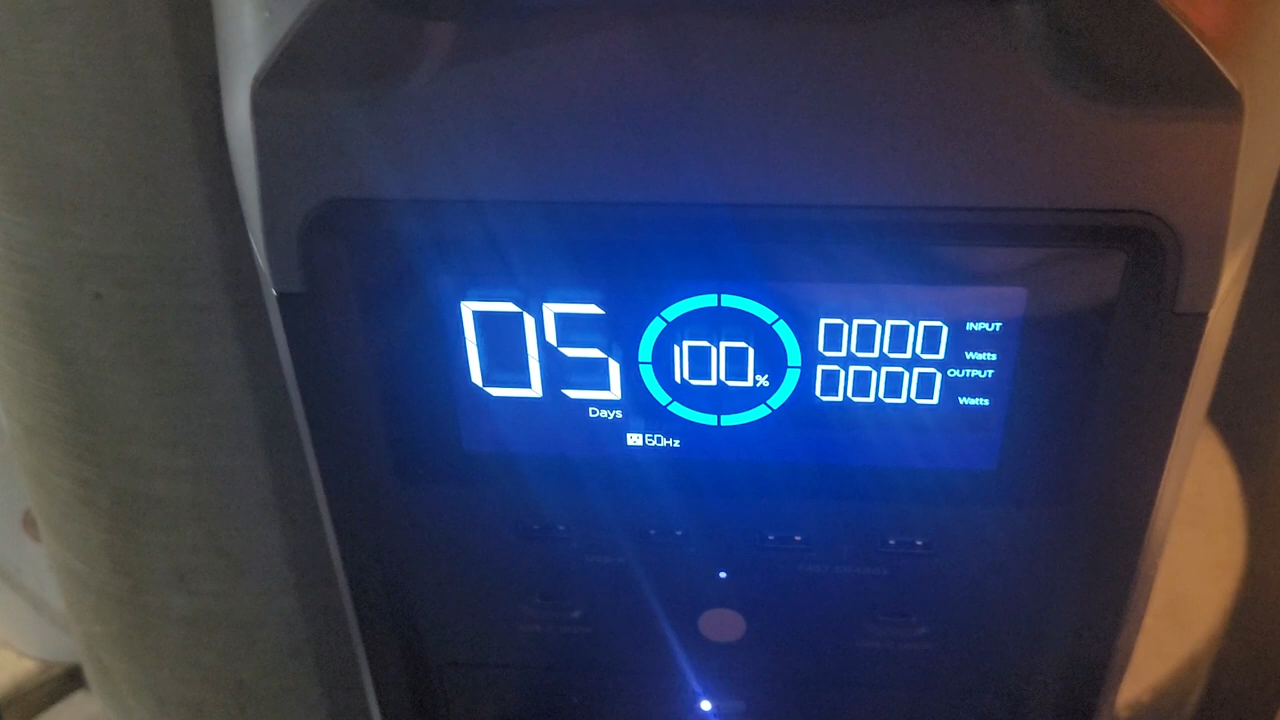 05
Days
100%
0000 INPUT
Watts
0000 OUTPUT
Watts
60Hz